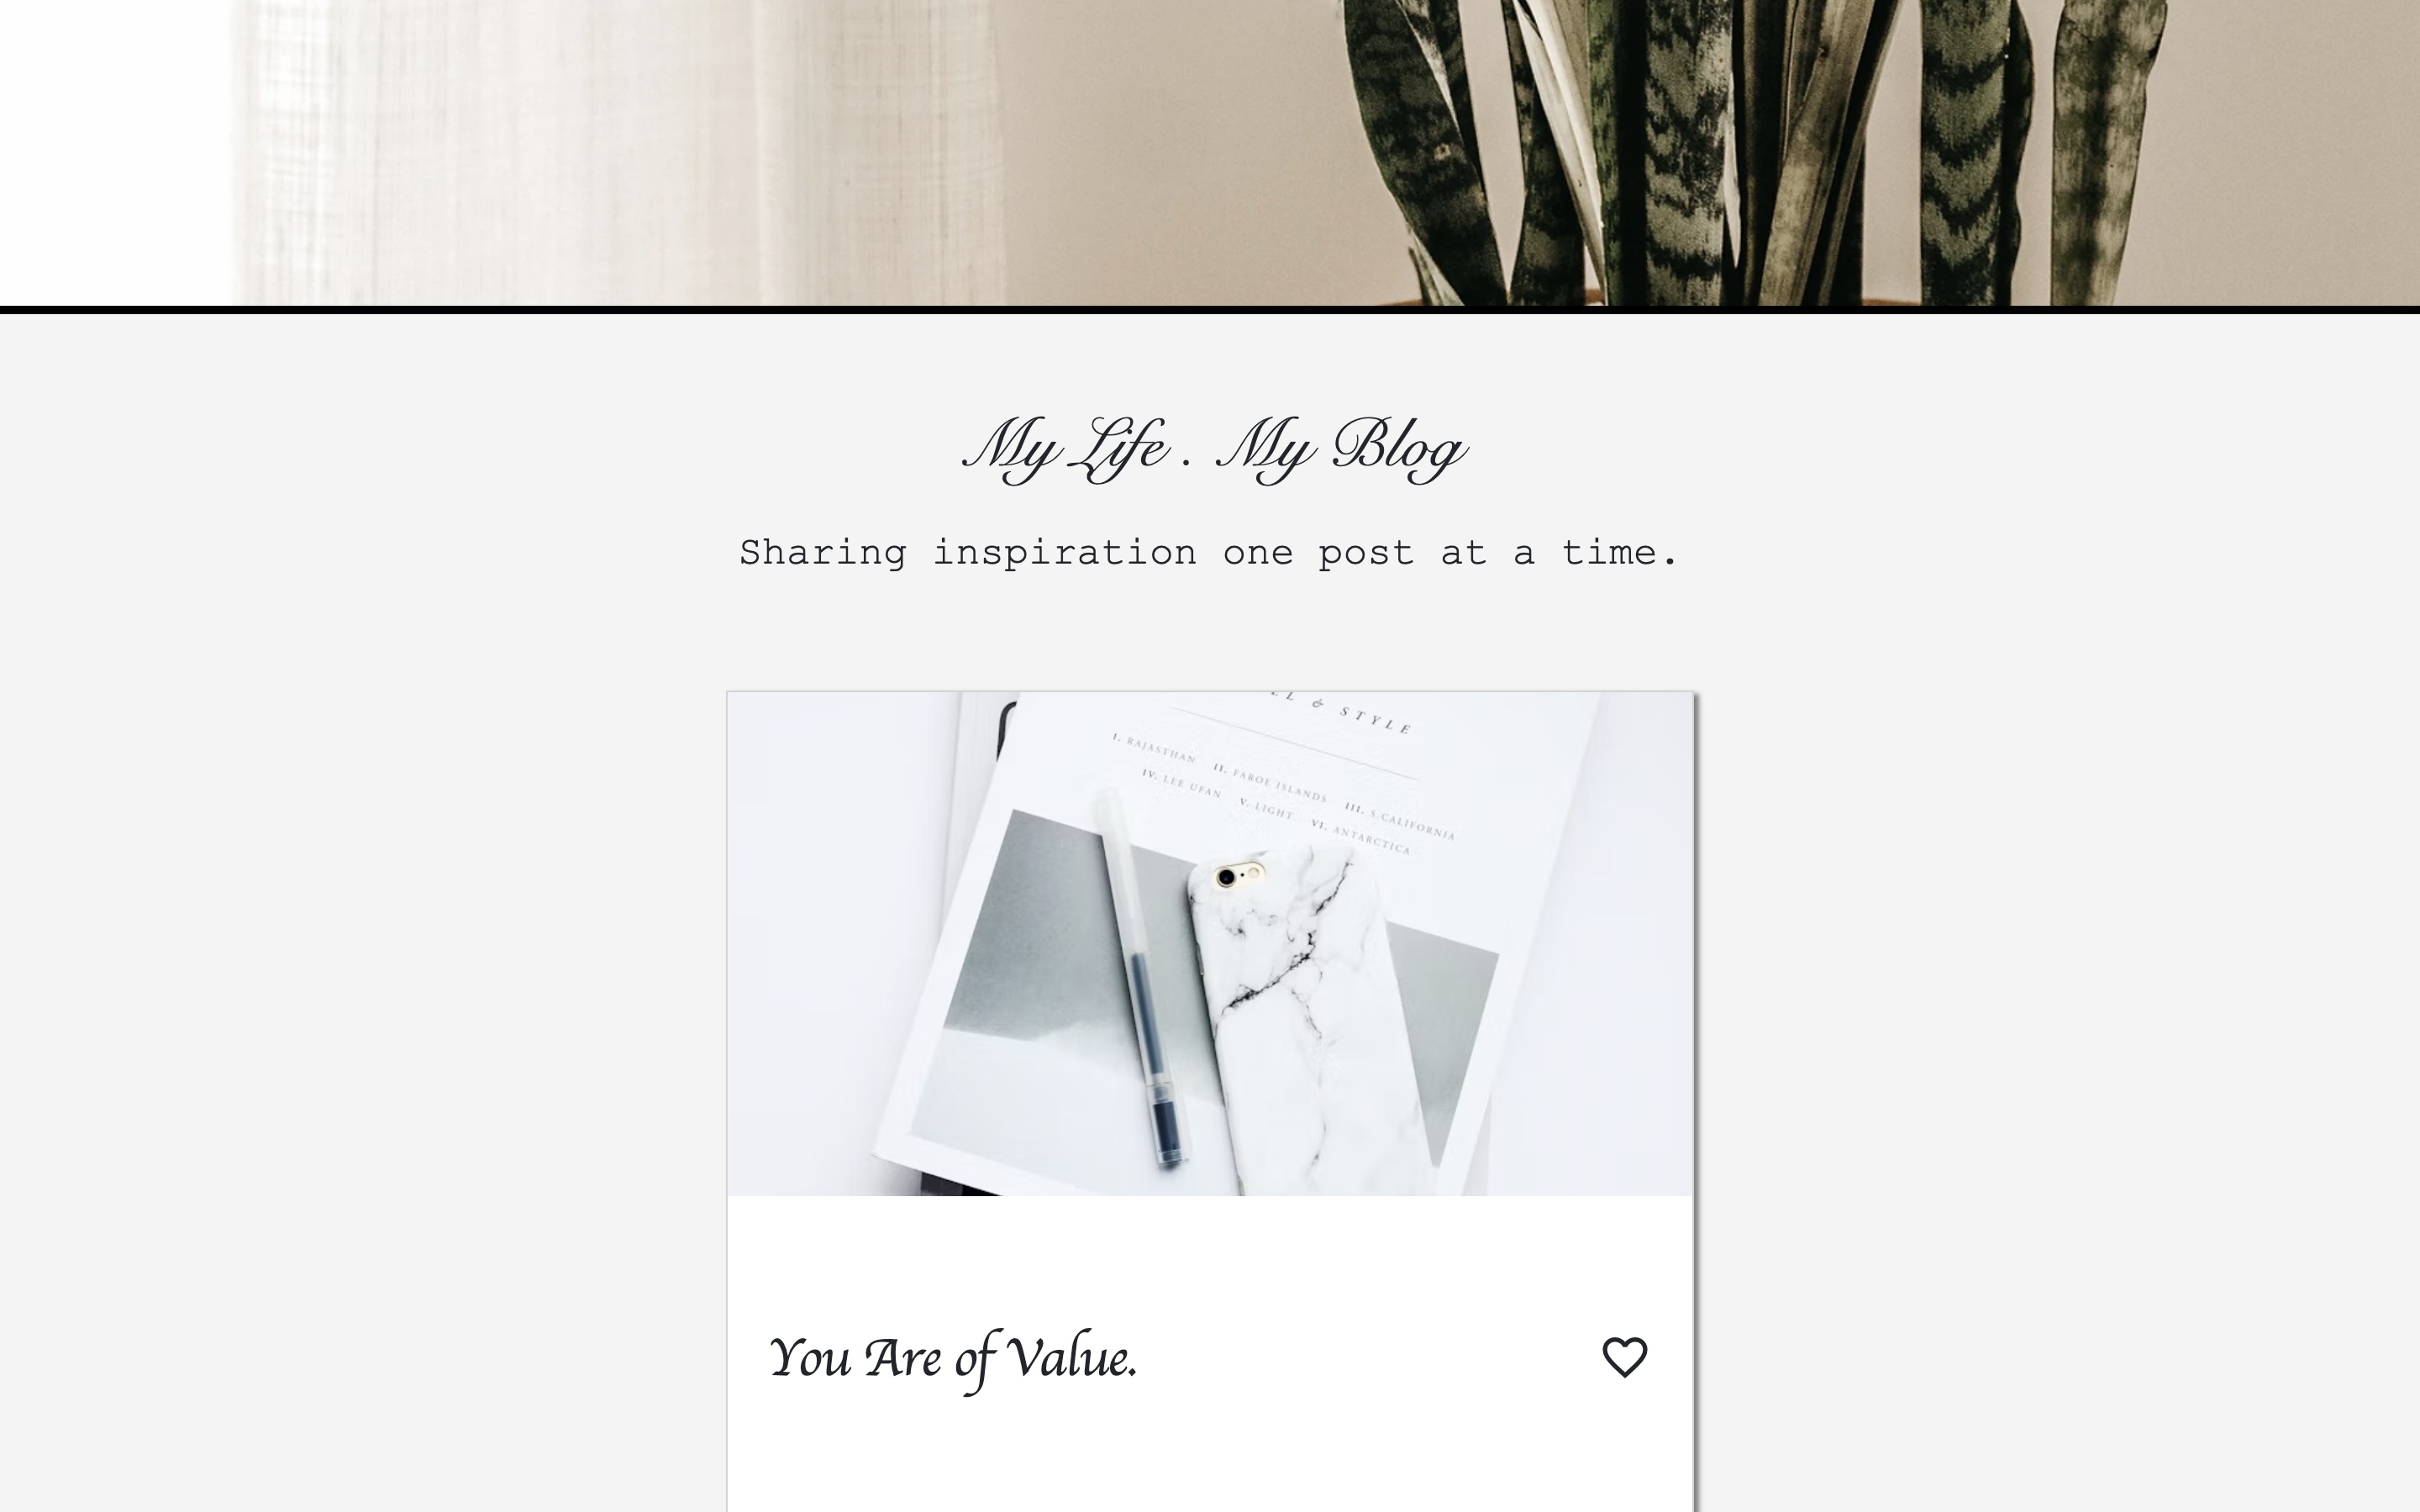 My Life . My Blog
Sharing inspiration one post at a time.
& STYLE
I. RAJASTHAN II. FAROE ISLANDS III. S.CALIFORNIA
IV. LEE UFAN V. LIGHT VI. ANTARCTICA
You Are of Value.